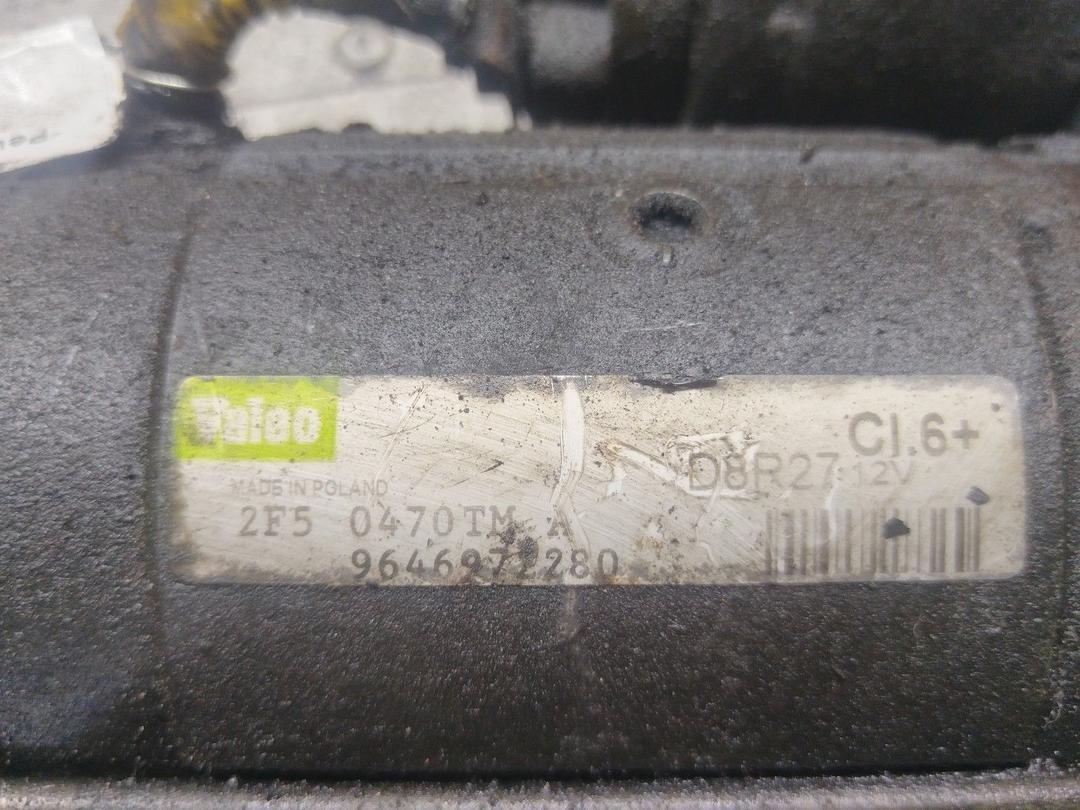 Valeo
MADE IN POLAND
Cl.6+
D8R27 12V
2F5 0470TM A
9646972280